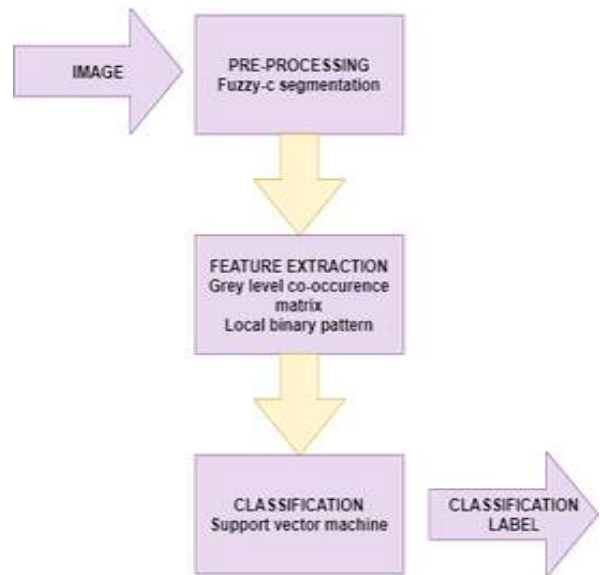 IMAGE
PRE-PROCESSING
Fuzzy-c segmentation
FEATURE EXTRACTION
Grey level co-occurence
matrix
Local binary pattern
CLASSIFICATION
Support vector machine
CLASSIFICATION
LABEL